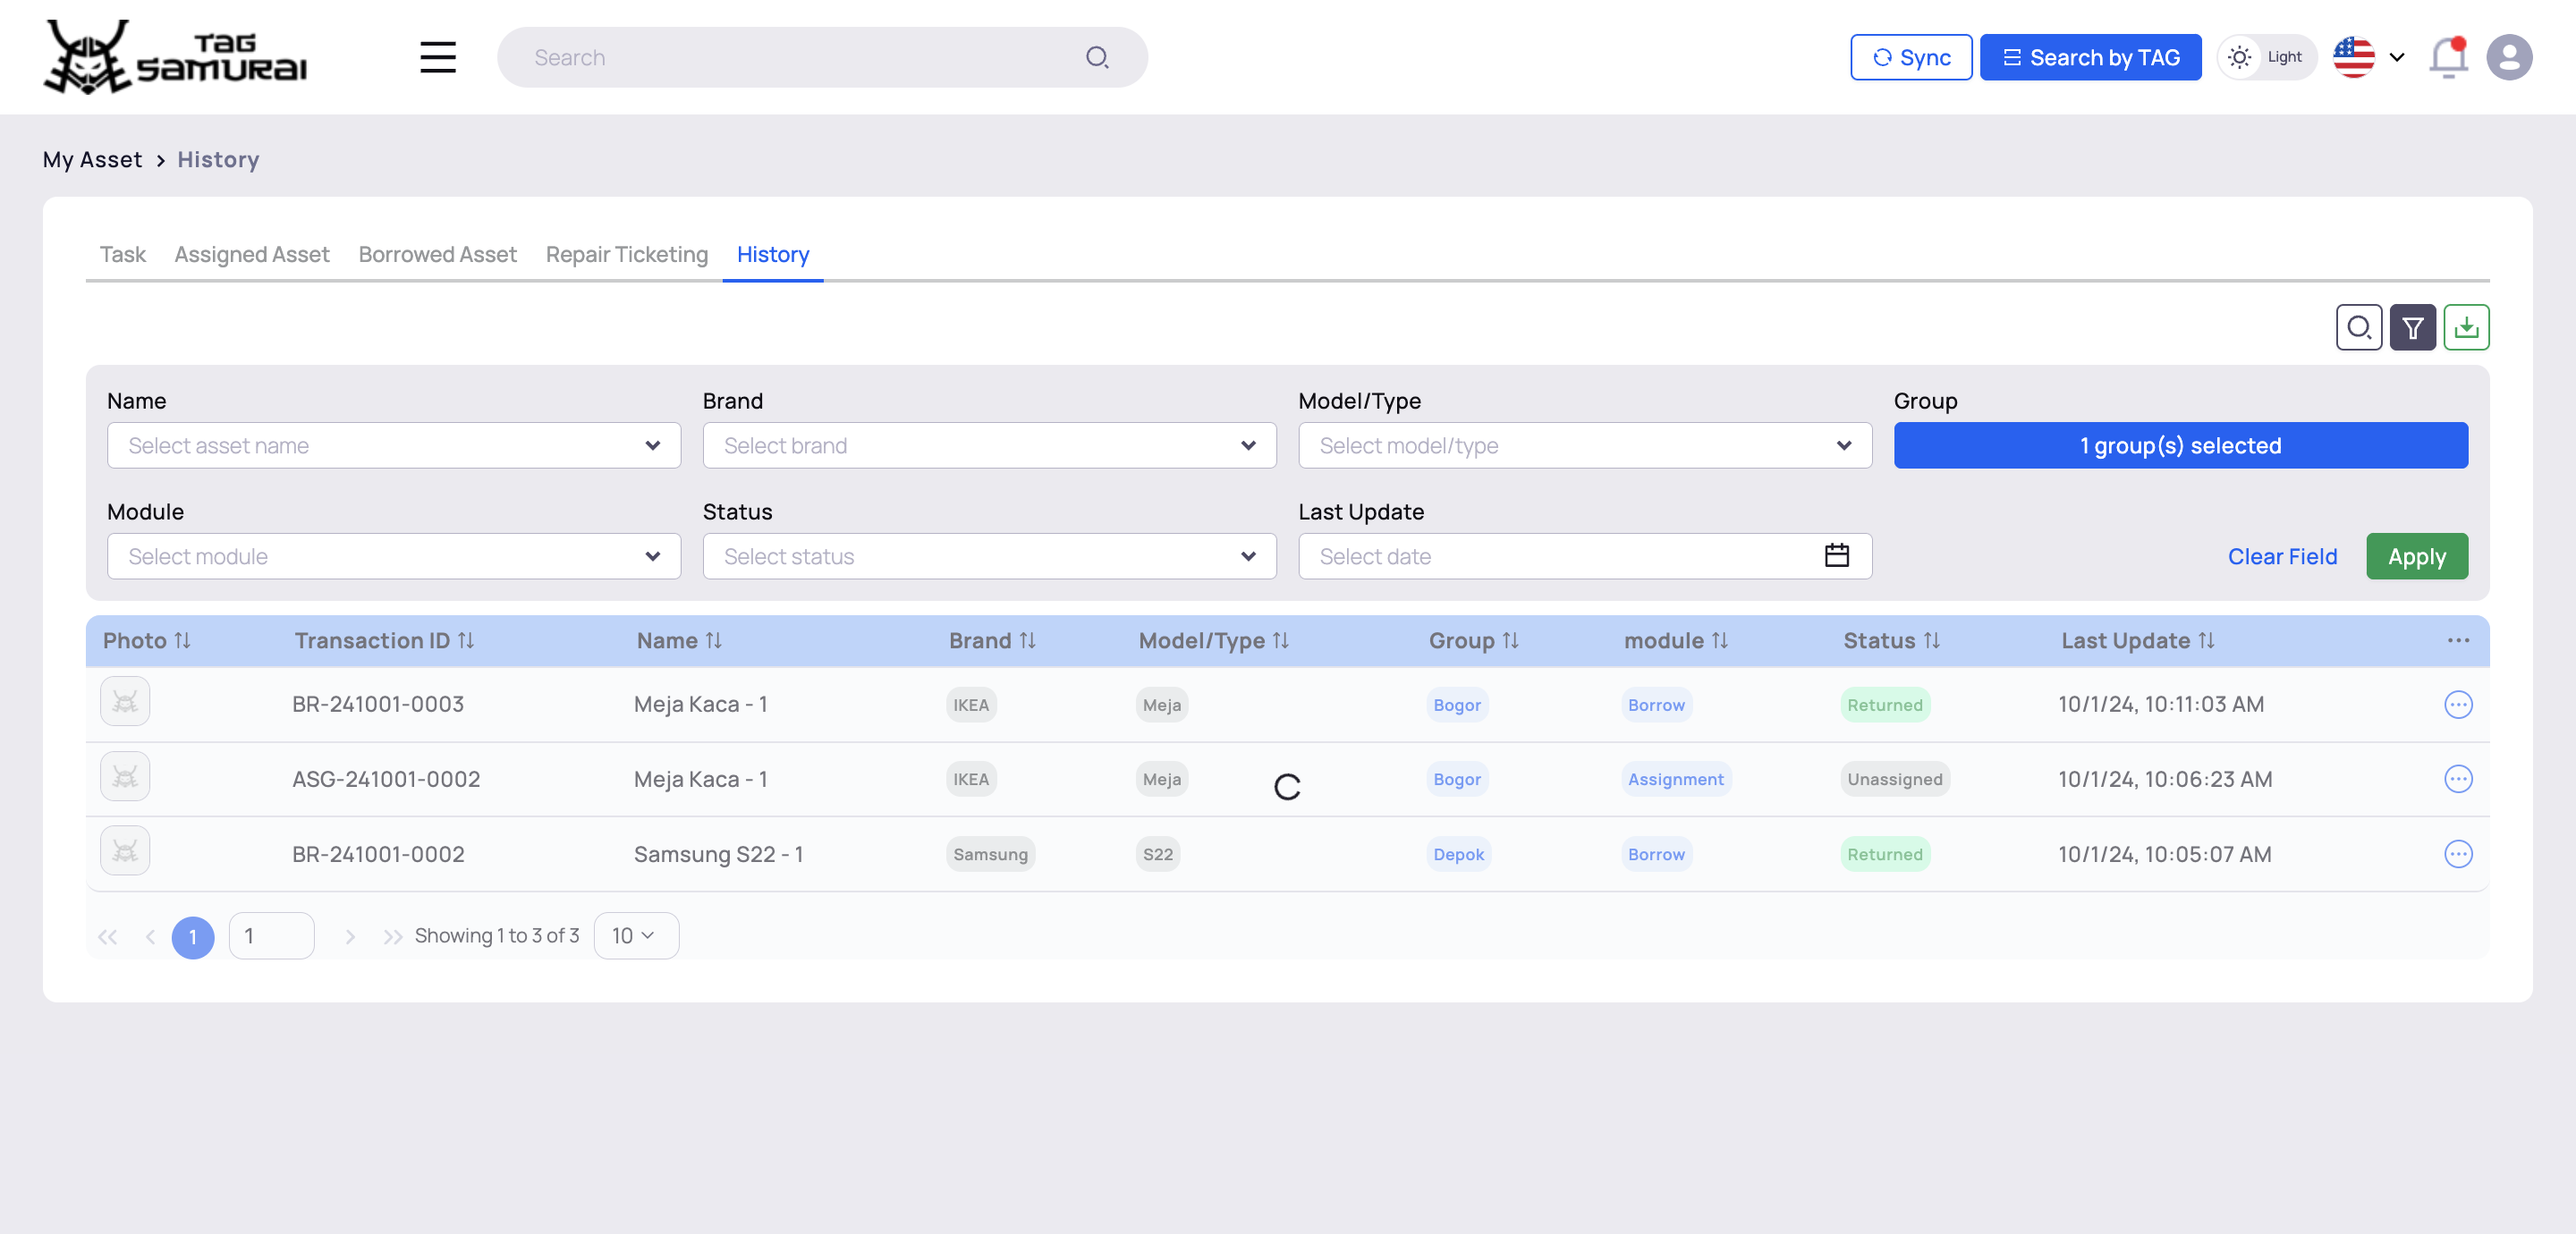 TAG
SAMURAI
Search
Sync
Search by TAG
Light
My Asset > History
Task Assigned Asset Borrowed Asset Repair Ticketing History
Name Brand Model/Type Group
Select asset name Select brand Select model/type 1 group(s) selected
Module Status Last Update
Select module Select status Select date Clear Field Apply
Photo Transaction ID Name Brand Model/Type Group module Status Last Update
BR-241001-0003 Meja Kaca - 1 IKEA Meja Bogor Borrow Returned 10/1/24, 10:11:03 AM
ASG-241001-0002 Meja Kaca - 1 IKEA Meja Bogor Assignment Unassigned 10/1/24, 10:06:23 AM
BR-241001-0002 Samsung S22 - 1 Samsung S22 Depok Borrow Returned 10/1/24, 10:05:07 AM
1 1 Showing 1 to 3 of 3 10